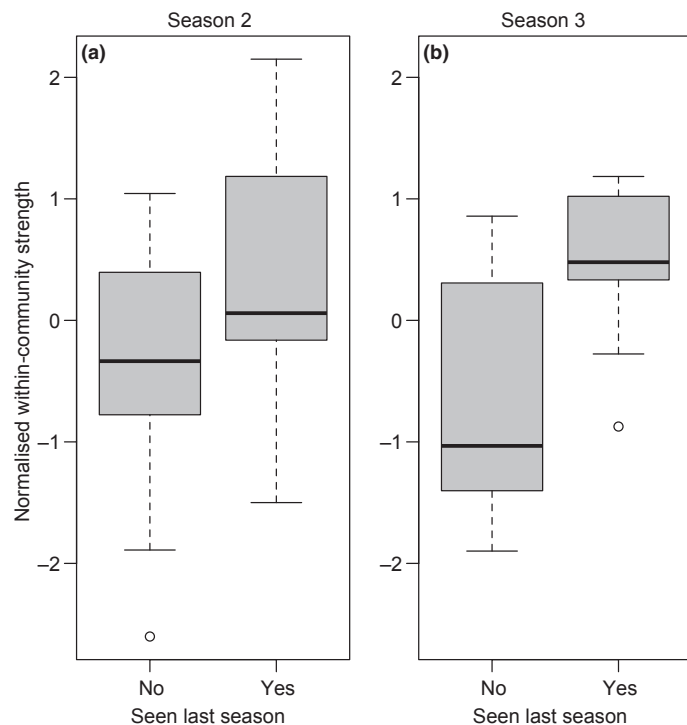 Season 2
Season 3
(a)
(b)
Normalised within-community strength
2
1
0
–1
–2
2
1
0
–1
–2
No
Yes
No
Yes
Seen last season
Seen last season